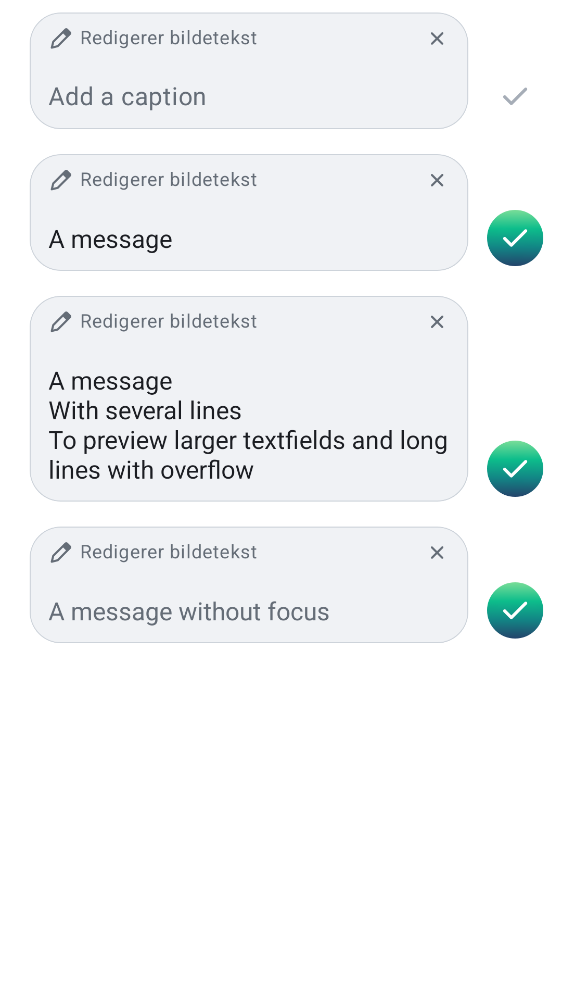 Redigerer bildetekst
Add a caption
Redigerer bildetekst
A message
Redigerer bildetekst
A message
With several lines
To preview larger textfields and long
lines with overflow
Redigerer bildetekst
A message without focus